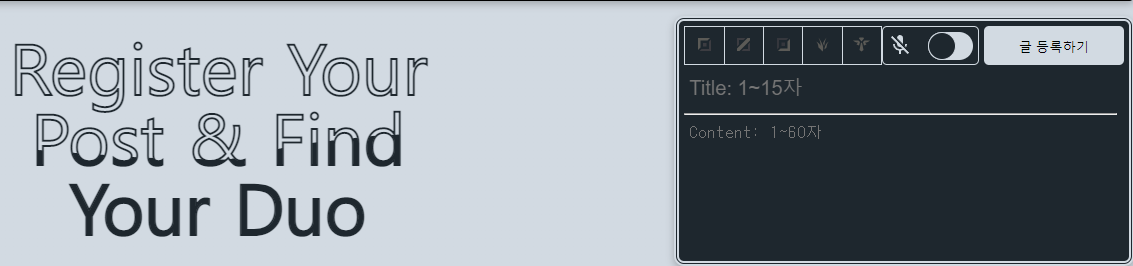 Register Your
Post & Find
Your Duo
글 등록하기
Title: 1~15자
Content: 1~60자